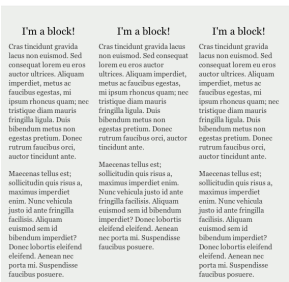 I'm a block!
Cras tincidunt gravida
lacus non euismod. Sed
consequat lorem eu eros
auctor ultrices. Aliquam
imperdiet, metus ac
faucibus egestas, mi
ipsum rhoncus quam; nec
tristique diam mauris
fringilla ligula. Duis
bibendum metus non
egestas pretium. Donec
rutrum faucibus orci,
auctor tincidunt ante.
Maecenas tellus est;
sollicitudin quis risus a,
maximus imperdiet
enim. Nunc vehicula
justo id ante fringilla
facilisis. Aliquam
euismod sem id
bibendum imperdiet?
Donec lobortis eleifend
eleifend. Aenean nec
porta mi. Suspendisse
faucibus posuere.
I'm a block!
Cras tincidunt gravida lacus
non euismod. Sed consequat
lorem eu eros auctor
ultrices. Aliquam imperdiet,
metus ac faucibus egestas, mi
ipsum rhoncus quam; nec
tristique diam mauris
fringilla ligula. Duis
bibendum metus non
egestas pretium. Donec
rutrum faucibus orci, auctor
tincidunt ante.
Maecenas tellus est;
sollicitudin quis risus a,
maximus imperdiet enim.
Nunc vehicula justo id ante
fringilla facilisis. Aliquam
euismod sem id bibendum
imperdiet? Donec lobortis
eleifend eleifend. Aenean
nec porta mi. Suspendisse
faucibus posuere.
I'm a block!
Cras tincidunt gravida
lacus non euismod. Sed
consequat lorem eu eros
auctor ultrices. Aliquam
imperdiet, metus ac
faucibus egestas, mi
ipsum rhoncus quam; nec
tristique diam mauris
fringilla ligula. Duis
bibendum metus non
egestas pretium. Donec
rutrum faucibus orci,
auctor tincidunt ante.
Maecenas tellus est;
sollicitudin quis risus a,
maximus imperdiet
enim. Nunc vehicula
justo id ante fringilla
facilisis. Aliquam
euismod sem id
bibendum imperdiet?
Donec lobortis eleifend
eleifend. Aenean nec
porta mi. Suspendisse
faucibus posuere.